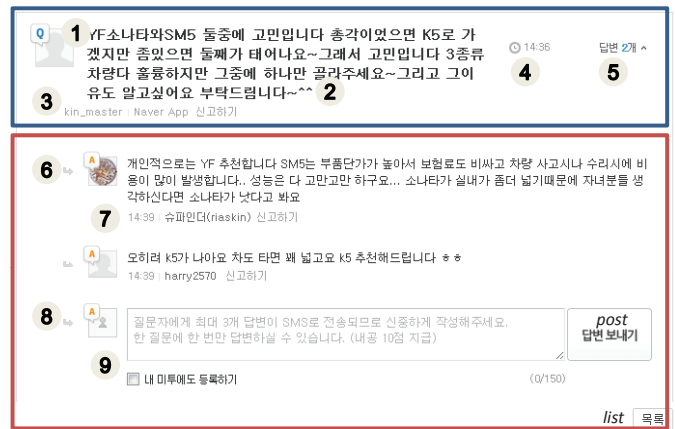 Q 1 YF소나타와SM5 둘중에 고민입니다 총각이었으면 K5로 가
겠지만 좀있으면 둘째가 태어나요~그래서 고민입니다 3종류
차량다 훌륭하지만 그중에 하나만 골라주세요~그리고 그이
유도 알고싶어요 부탁드립니다~^^ 2
14:36
4
답변 2개
5
3 kin_master | Naver App 신고하기
6 A 개인적으로는 YF 추천합니다 SM5는 부품단가가 높아서 보험료도 비싸고 차량 사고시나 수리시에 비
용이 많이 발생합니다.. 성능은 다 고만고만 하구요... 소나타가 실내가 좀더 넓기때문에 자녀분들 생
각하신다면 소나타가 낫다고 봐요
7 14:39 | 슈파인더(riaskin) 신고하기
A 오히려 k5가 나아요 차도 타면 꽤 넓고요 k5 추천해드립니다 ㅎㅎ
14:39 | harry2570 신고하기
8 A 질문자에게 최대 3개 답변이 SMS로 전송되므로 신중하게 작성해주세요.
한 질문에 한 번만 답변하실 수 있습니다. (내공 10점 지급)
post
답변 보내기
9
내 미투에도 등록하기 (0/150)
list 목록